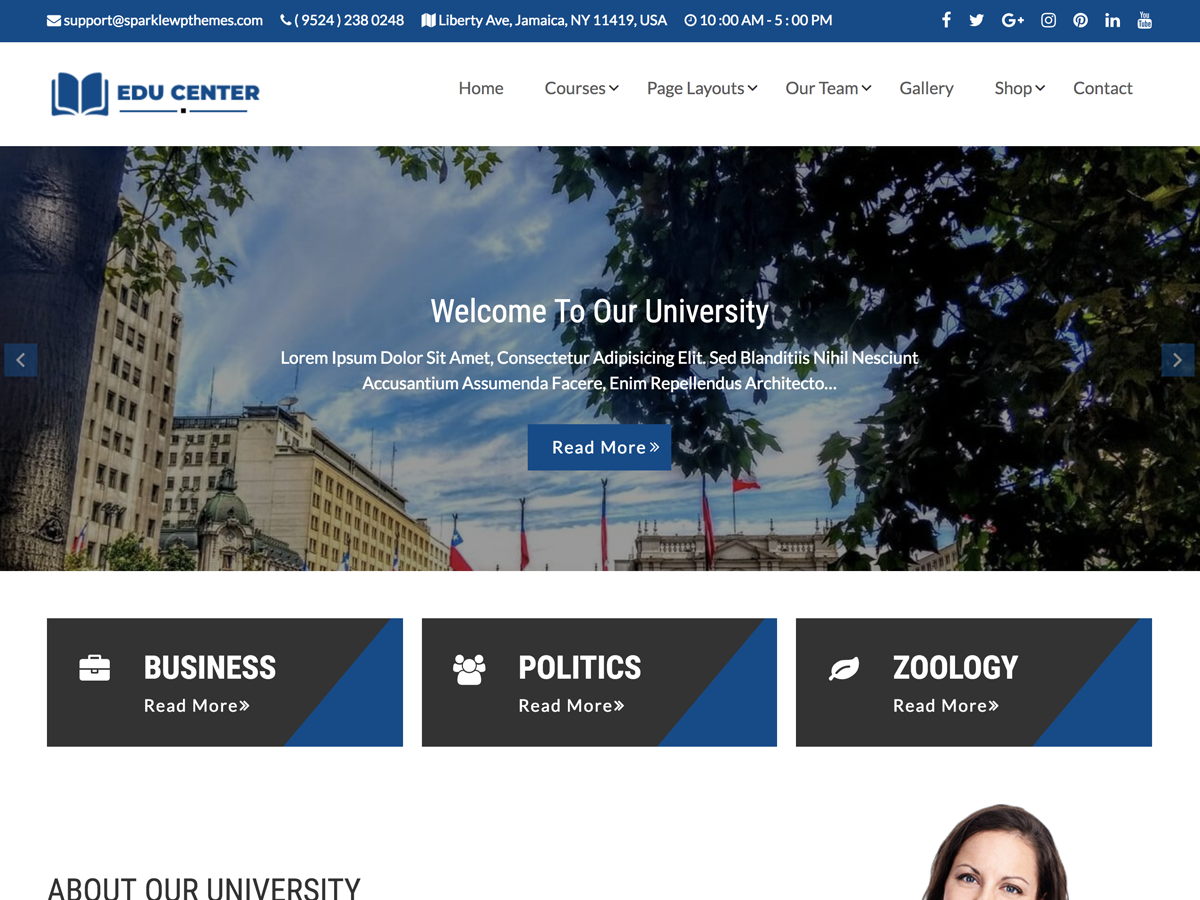 support@sparklewpthemes.com ( 9524 ) 238 0248 Liberty Ave, Jamaica, NY 11419, USA 10 :00 AM - 5 : 00 PM
You Tube
EDU CENTER
Home Courses Page Layouts Our Team Gallery Shop Contact
Welcome To Our University
Lorem Ipsum Dolor Sit Amet, Consectetur Adipisicing Elit. Sed Blanditiis Nihil Nesciunt
Accusantium Assumenda Facere, Enim Repellendus Architecto...
Read More »
BUSINESS
Read More»
POLITICS
Read More»
ZOOLOGY
Read More»
ABOUT OUR UNIVERSITY